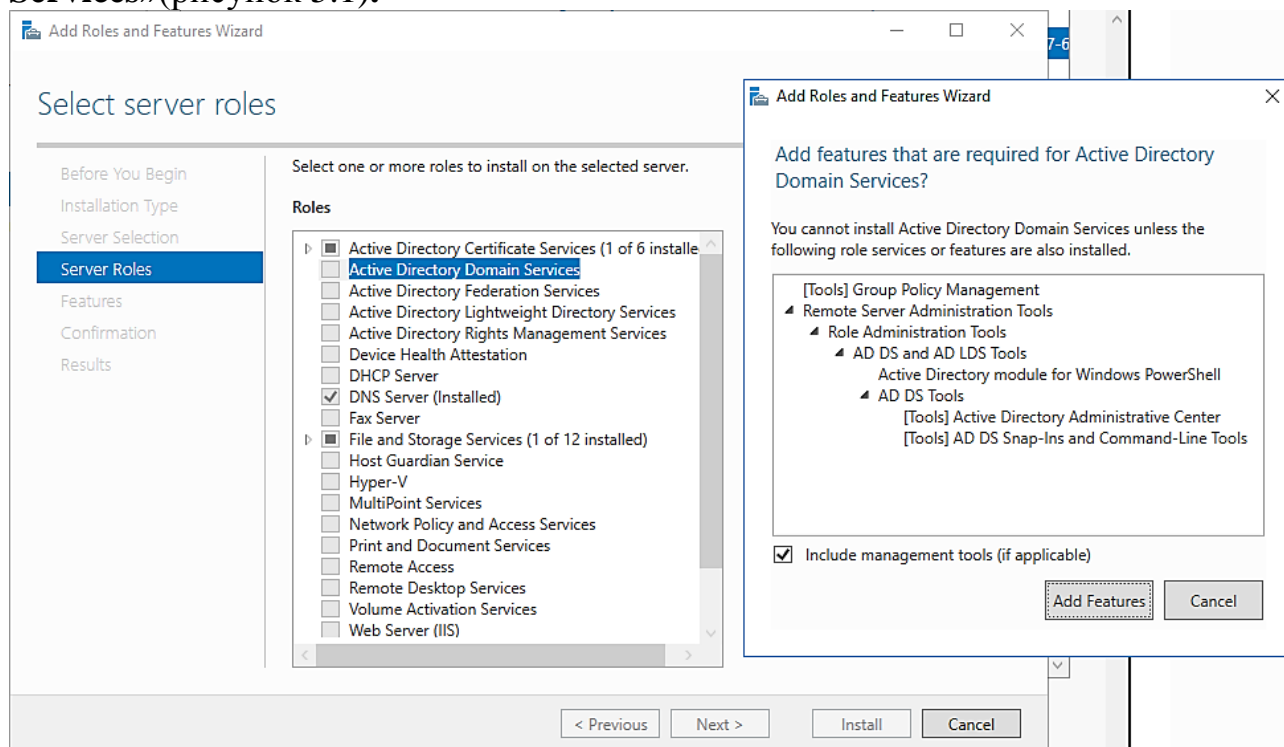 Services»(рисунок 3.1).
Add Roles and Features Wizard
7-6
Select server roles
Before You Begin
Installation Type
Server Selection
Server Roles
Features
Confirmation
Results
Select one or more roles to install on the selected server.
Roles
Active Directory Certificate Services (1 of 6 installe
Active Directory Domain Services
Active Directory Federation Services
Active Directory Lightweight Directory Services
Active Directory Rights Management Services
Device Health Attestation
DHCP Server
DNS Server (Installed)
Fax Server
File and Storage Services (1 of 12 installed)
Host Guardian Service
Hyper-V
MultiPoint Services
Network Policy and Access Services
Print and Document Services
Remote Access
Remote Desktop Services
Volume Activation Services
Web Server (IIS)
< Previous
Next >
Install
Cancel
Add Roles and Features Wizard
Add features that are required for Active Directory
Domain Services?
You cannot install Active Directory Domain Services unless the
following role services or features are also installed.
[Tools] Group Policy Management
Remote Server Administration Tools
Role Administration Tools
AD DS and AD LDS Tools
Active Directory module for Windows PowerShell
AD DS Tools
[Tools] Active Directory Administrative Center
[Tools] AD DS Snap-Ins and Command-Line Tools
Include management tools (if applicable)
Add Features
Cancel